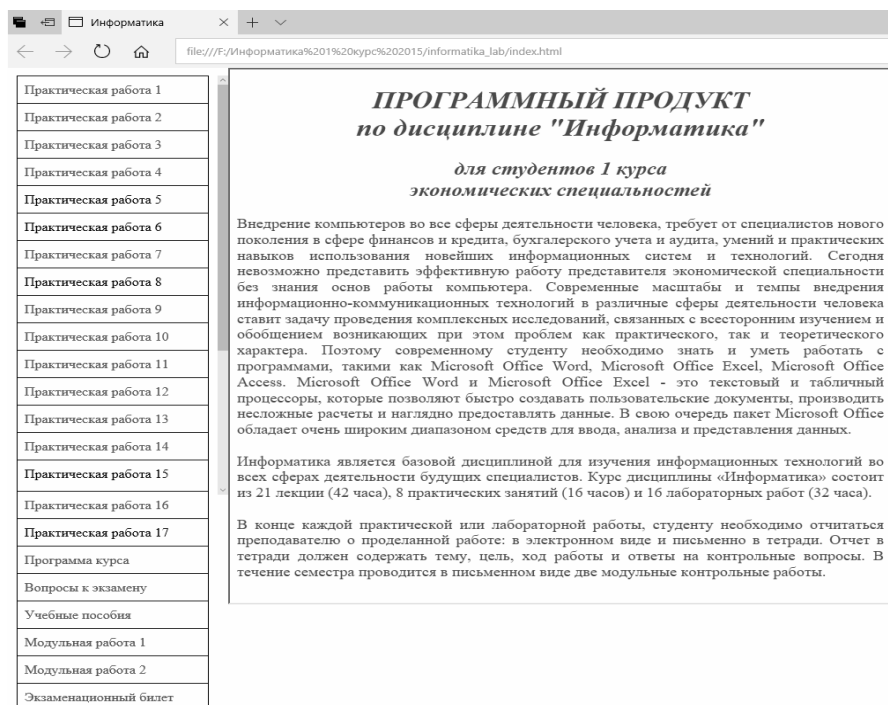 Информатика
file:///F:/Информатика%201%20курс%202015/informatika_lab/index.html
Практическая работа 1
Практическая работа 2
Практическая работа 3
Практическая работа 4
Практическая работа 5
Практическая работа 6
Практическая работа 7
Практическая работа 8
Практическая работа 9
Практическая работа 10
Практическая работа 11
Практическая работа 12
Практическая работа 13
Практическая работа 14
Практическая работа 15
Практическая работа 16
Практическая работа 17
Программа курса
Вопросы к экзамену
Учебные пособия
Модульная работа 1
Модульная работа 2
Экзаменационный билет
ПРОГРАММНЫЙ ПРОДУКТ
по дисциплине "Информатика"
для студентов 1 курса
экономических специальностей
Внедрение компьютеров во все сферы деятельности человека, требует от специалистов нового
поколения в сфере финансов и кредита, бухгалерского учета и аудита, умений и практических
навыков использования новейших информационных систем и технологий. Сегодня
невозможно представить эффективную работу представителя экономической специальности
без знания основ работы компьютера. Современные масштабы и темпы внедрения
информационно-коммуникационных технологий в различные сферы деятельности человека
ставит задачу проведения комплексных исследований, связанных с всесторонним изучением и
обобщением возникающих при этом проблем как практического, так и теоретического
характера. Поэтому современному студенту необходимо знать и уметь работать с
программами, такими как Microsoft Office Word, Microsoft Office Excel, Microsoft Office
Access. Microsoft Office Word и Microsoft Office Excel - это текстовый и табличный
процессоры, которые позволяют быстро создавать пользовательские документы, производить
несложные расчеты и наглядно предоставлять данные. В свою очередь пакет Microsoft Office
обладает очень широким диапазоном средств для ввода, анализа и представления данных.
Информатика является базовой дисциплиной для изучения информационных технологий во
всех сферах деятельности будущих специалистов. Курс дисциплины «Информатика» состоит
из 21 лекции (42 часа), 8 практических занятий (16 часов) и 16 лабораторных работ (32 часа).
В конце каждой практической или лабораторной работы, студенту необходимо отчитаться
преподавателю о проделанной работе: в электронном виде и письменно в тетради. Отчет в
тетради должен содержать тему, цель, ход работы и ответы на контрольные вопросы. В
течение семестра проводится в письменном виде две модульные контрольные работы.